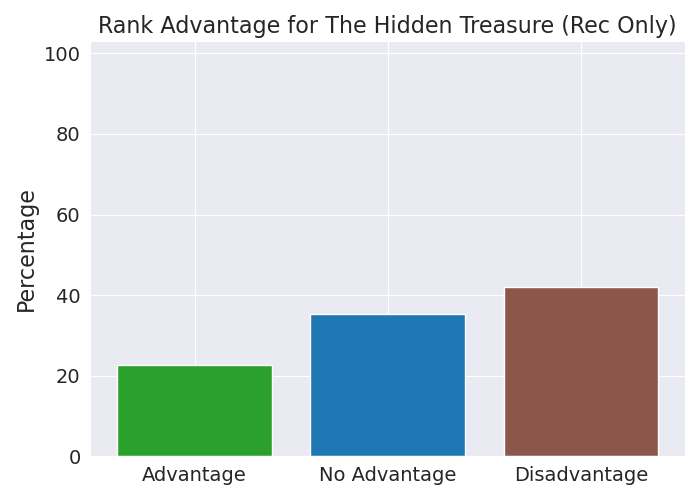 Rank Advantage for The Hidden Treasure (Rec Only)
Percentage
100
80
60
40
20
0
Advantage No Advantage Disadvantage